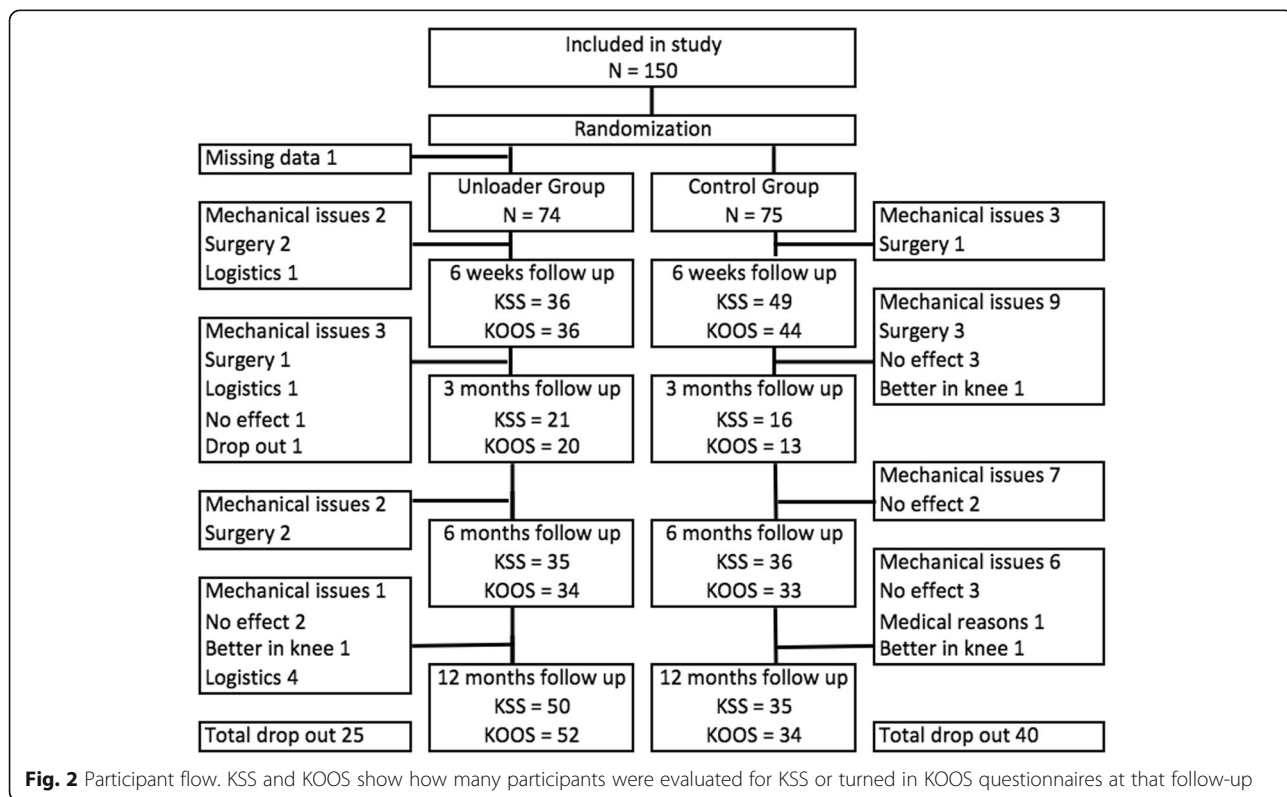 Included in study
N = 150
Randomization
Missing data 1
Unloader Group
N = 74
Control Group
N = 75
Mechanical issues 2
Surgery 2
Logistics 1
Mechanical issues 3
Surgery 1
6 weeks follow up
KSS = 36
KOOS = 36
6 weeks follow up
KSS = 49
KOOS = 44
Mechanical issues 3
Surgery 1
Logistics 1
No effect 1
Drop out 1
Mechanical issues 9
Surgery 3
No effect 3
Better in knee 1
3 months follow up
KSS = 21
KOOS = 20
3 months follow up
KSS = 16
KOOS = 13
Mechanical issues 2
Surgery 2
Mechanical issues 7
No effect 2
6 months follow up
KSS = 35
KOOS = 34
6 months follow up
KSS = 36
KOOS = 33
Mechanical issues 1
No effect 2
Better in knee 1
Logistics 4
Mechanical issues 6
No effect 3
Medical reasons 1
Better in knee 1
12 months follow up
KSS = 50
KOOS = 52
12 months follow up
KSS = 35
KOOS = 34
Total drop out 25
Total drop out 40
Fig. 2 Participant flow. KSS and KOOS show how many participants were evaluated for KSS or turned in KOOS questionnaires at that follow-up